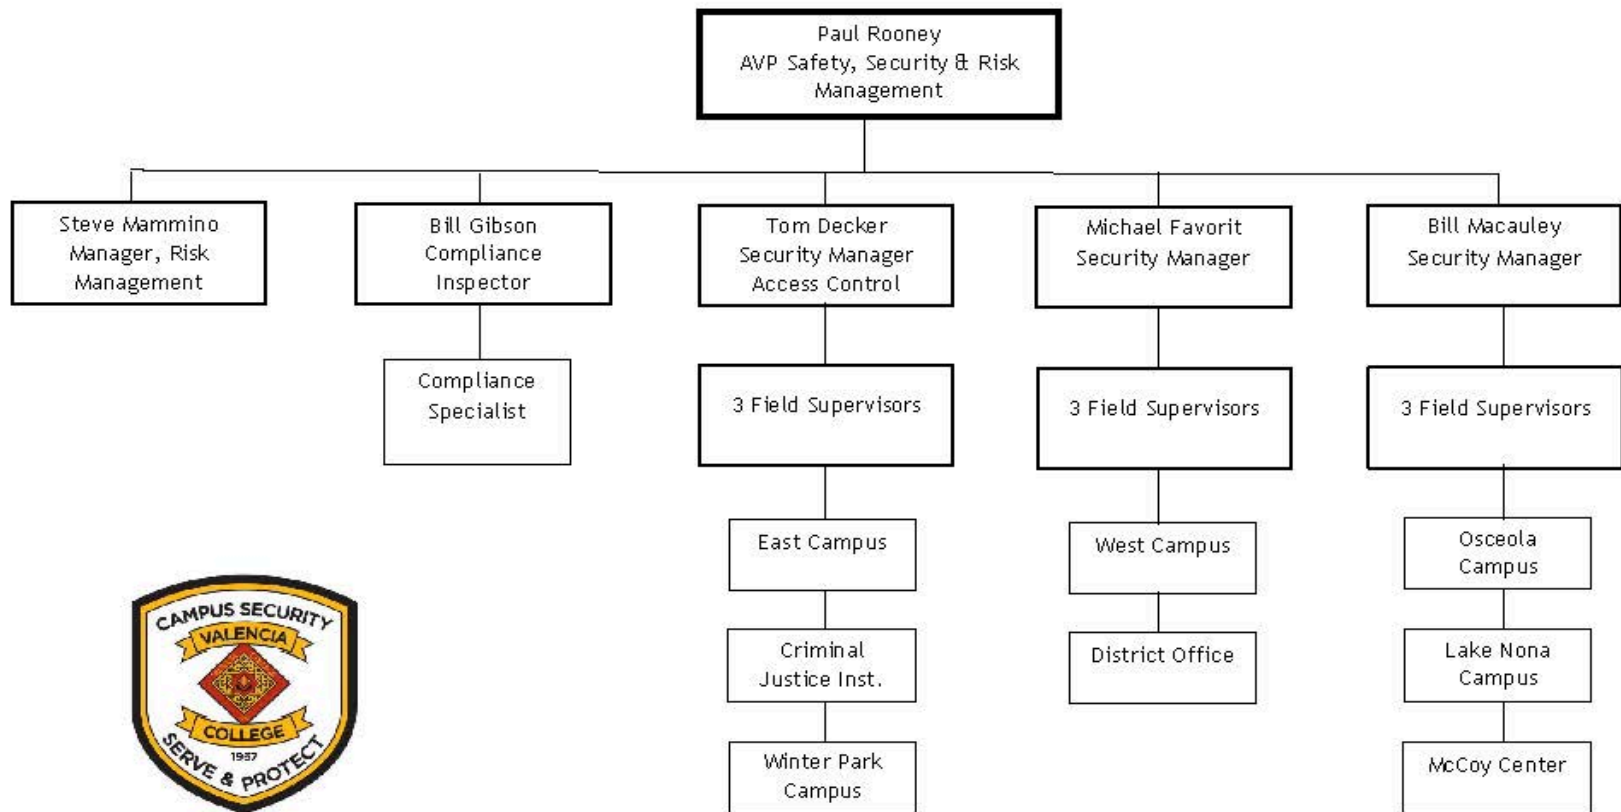 Paul Rooney
AVP Safety, Security & Risk
Management
Steve Mammino
Manager, Risk
Management
Bill Gibson
Compliance
Inspector
Tom Decker
Security Manager
Access Control
Michael Favorit
Security Manager
Bill Macauley
Security Manager
Compliance
Specialist
3 Field Supervisors
3 Field Supervisors
3 Field Supervisors
East Campus
West Campus
Osceola
Campus
Criminal
Justice Inst.
District Office
Lake Nona
Campus
Winter Park
Campus
McCoy Center
CAMPUS SECURITY
VALENCIA
COLLEGE
1967
SERVE & PROTECT